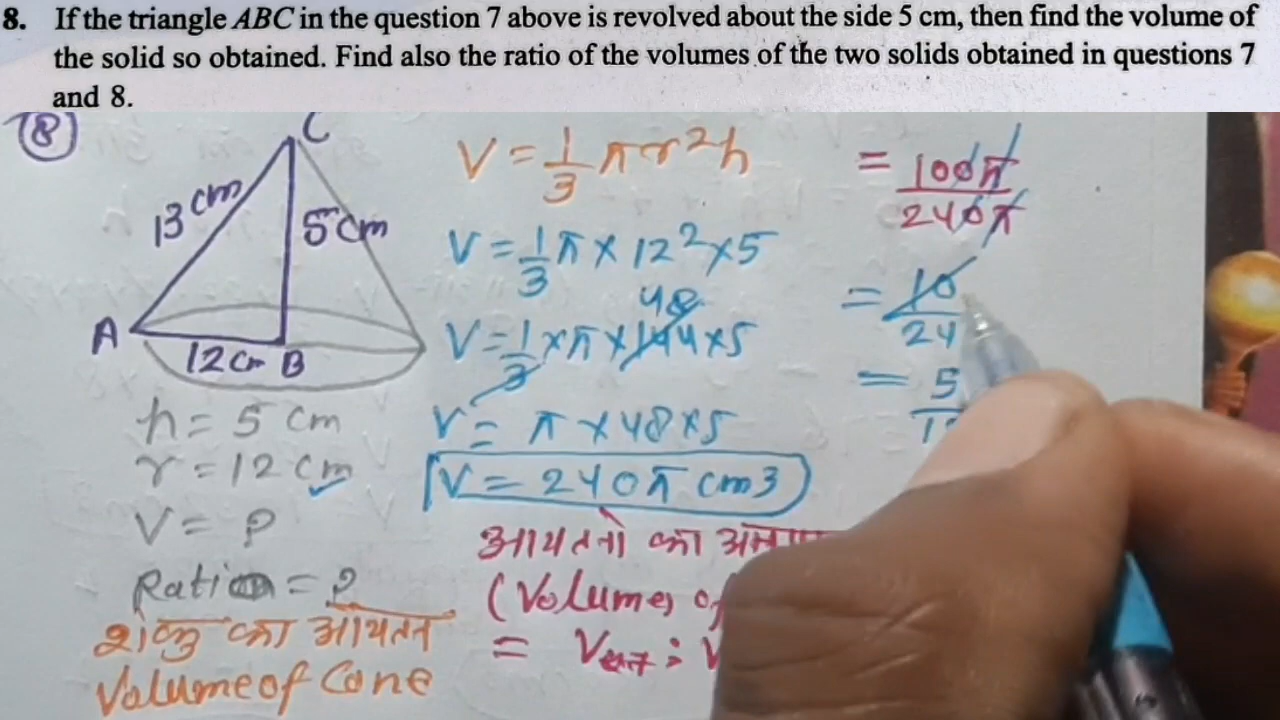 8. If the triangle ABC in the question 7 above is revolved about the side 5 cm, then find the volume of
the solid so obtained. Find also the ratio of the volumes of the two solids obtained in questions 7
and 8.
8
C
13 cm
5 cm
A
12 cm B
h = 5 cm
r = 12 cm
V = ?
Ratio = ?
शंकु का आयतन
Volume of Cone
V = 1/3 π r²h
V = 1/3 π × 12² × 5
48
V = 1/3 × π × 144 × 5
V = π × 48 × 5
V = 240π cm3
आयतनों का
(Volumes of
=
= 100π/240π
= 10/24
= 5